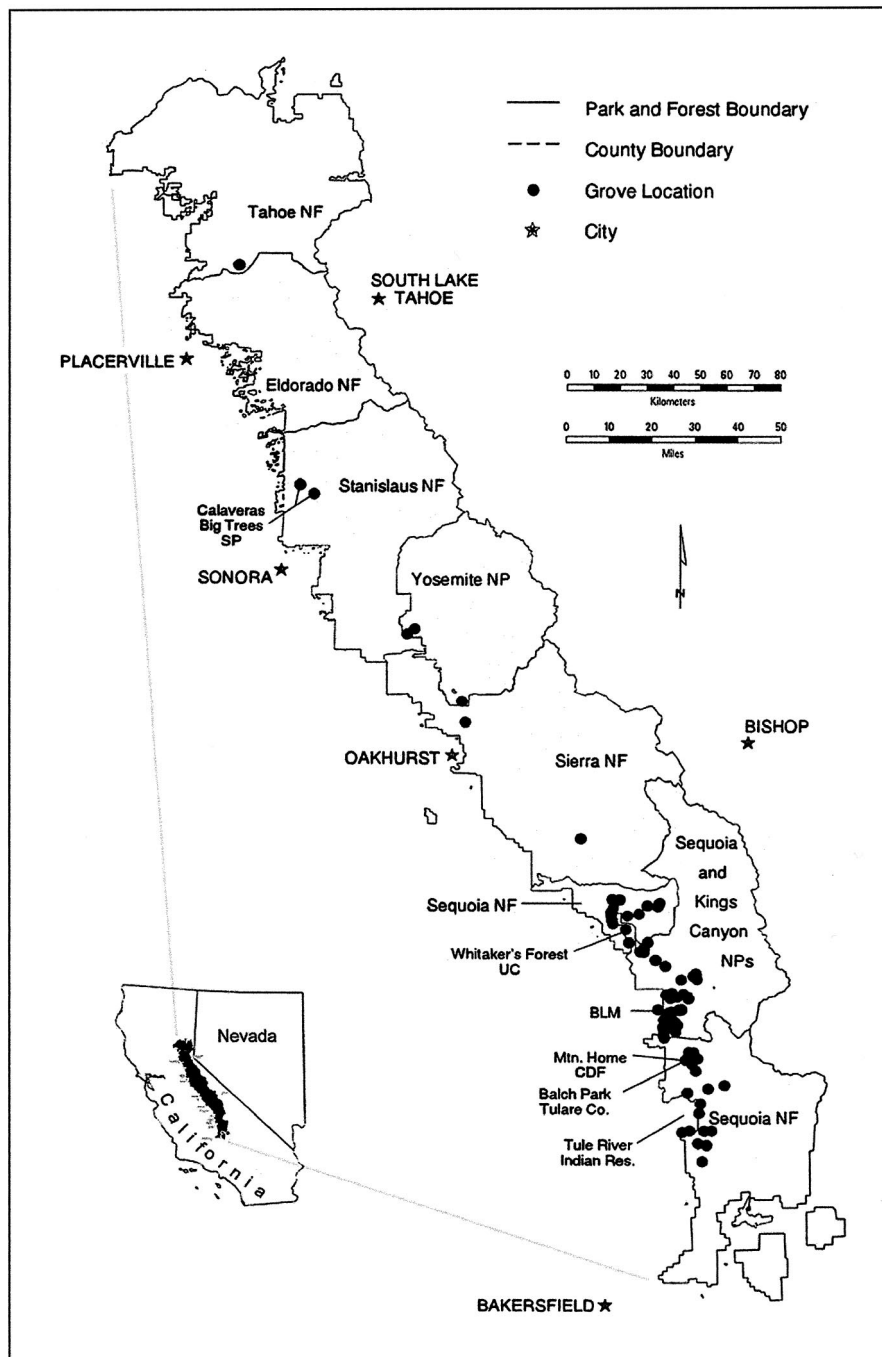 Park and Forest Boundary
County Boundary
Grove Location
City
Tahoe NF
SOUTH LAKE
TAHOE
PLACERVILLE
Eldorado NF
0 10 20 30 40 50 60 70 80
Kilometers
0 10 20 30 40 50
Miles
Stanislaus NF
Calaveras
Big Trees
SP
SONORA
Yosemite NP
N
BISHOP
OAKHURST
Sierra NF
Sequoia
and
Kings
Canyon
NPs
Sequoia NF
Whitaker's Forest
UC
BLM
Nevada
California
Mtn. Home
CDF
Balch Park
Tulare Co.
Sequoia NF
Tule River
Indian Res.
BAKERSFIELD